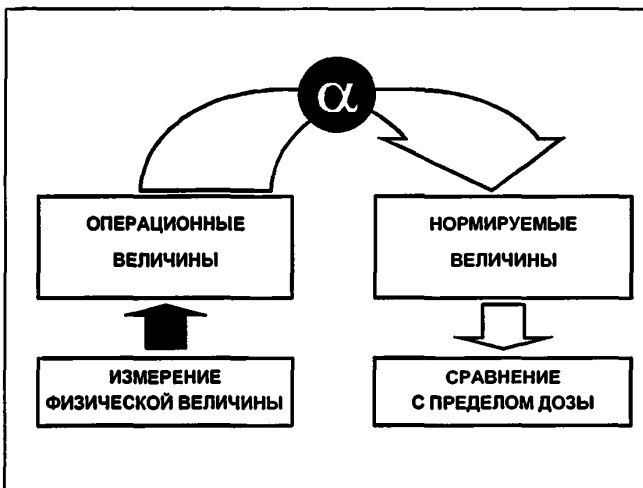 α
ОПЕРАЦИОННЫЕ
ВЕЛИЧИНЫ
НОРМИРУЕМЫЕ
ВЕЛИЧИНЫ
ИЗМЕРЕНИЕ
ФИЗИЧЕСКОЙ ВЕЛИЧИНЫ
СРАВНЕНИЕ
С ПРЕДЕЛОМ ДОЗЫ